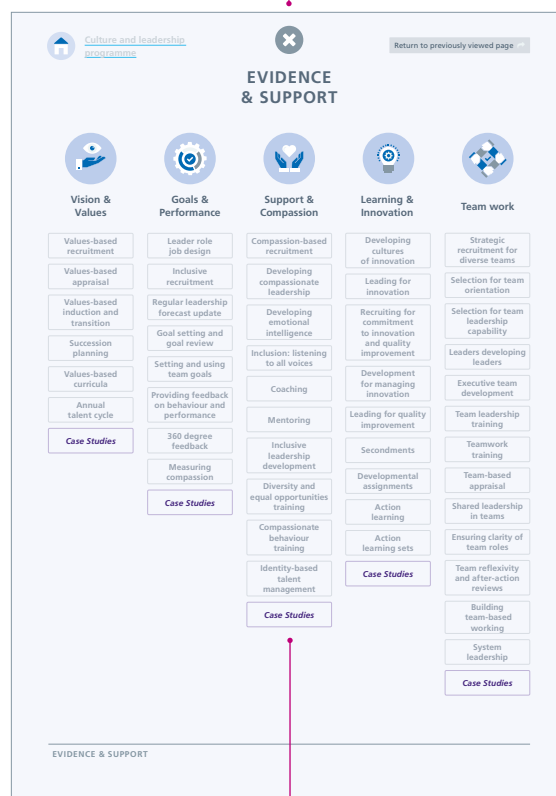 Culture and leadership
programme
Return to previously viewed page
EVIDENCE
& SUPPORT
Vision &
Values
Values-based
recruitment
Values-based
appraisal
Values-based
induction and
transition
Succession
planning
Values-based
curricula
Annual
talent cycle
Case Studies
Goals &
Performance
Leader role
job design
Inclusive
recruitment
Regular leadership
forecast update
Goal setting and
goal review
Setting and using
team goals
Providing feedback
on behaviour and
performance
360 degree
feedback
Measuring
compassion
Case Studies
Support &
Compassion
Compassion-based
recruitment
Developing
compassionate
leadership
Developing
emotional
intelligence
Inclusion: listening
to all voices
Coaching
Mentoring
Inclusive
leadership
development
Diversity and
equal opportunities
training
Compassionate
behaviour
training
Identity-based
talent
management
Case Studies
Learning &
Innovation
Developing
cultures
of innovation
Leading for
innovation
Recruiting for
commitment
to innovation
and quality
improvement
Development
for managing
innovation
Leading for quality
improvement
Secondments
Developmental
assignments
Action
learning
Action
learning sets
Case Studies
Team work
Strategic
recruitment for
diverse teams
Selection for team
orientation
Selection for team
leadership
capability
Leaders developing
leaders
Executive team
development
Team leadership
training
Teamwork
training
Team-based
appraisal
Shared leadership
in teams
Ensuring clarity of
team roles
Team reflexivity
and after-action
reviews
Building
team-based
working
System
leadership
Case Studies
EVIDENCE & SUPPORT